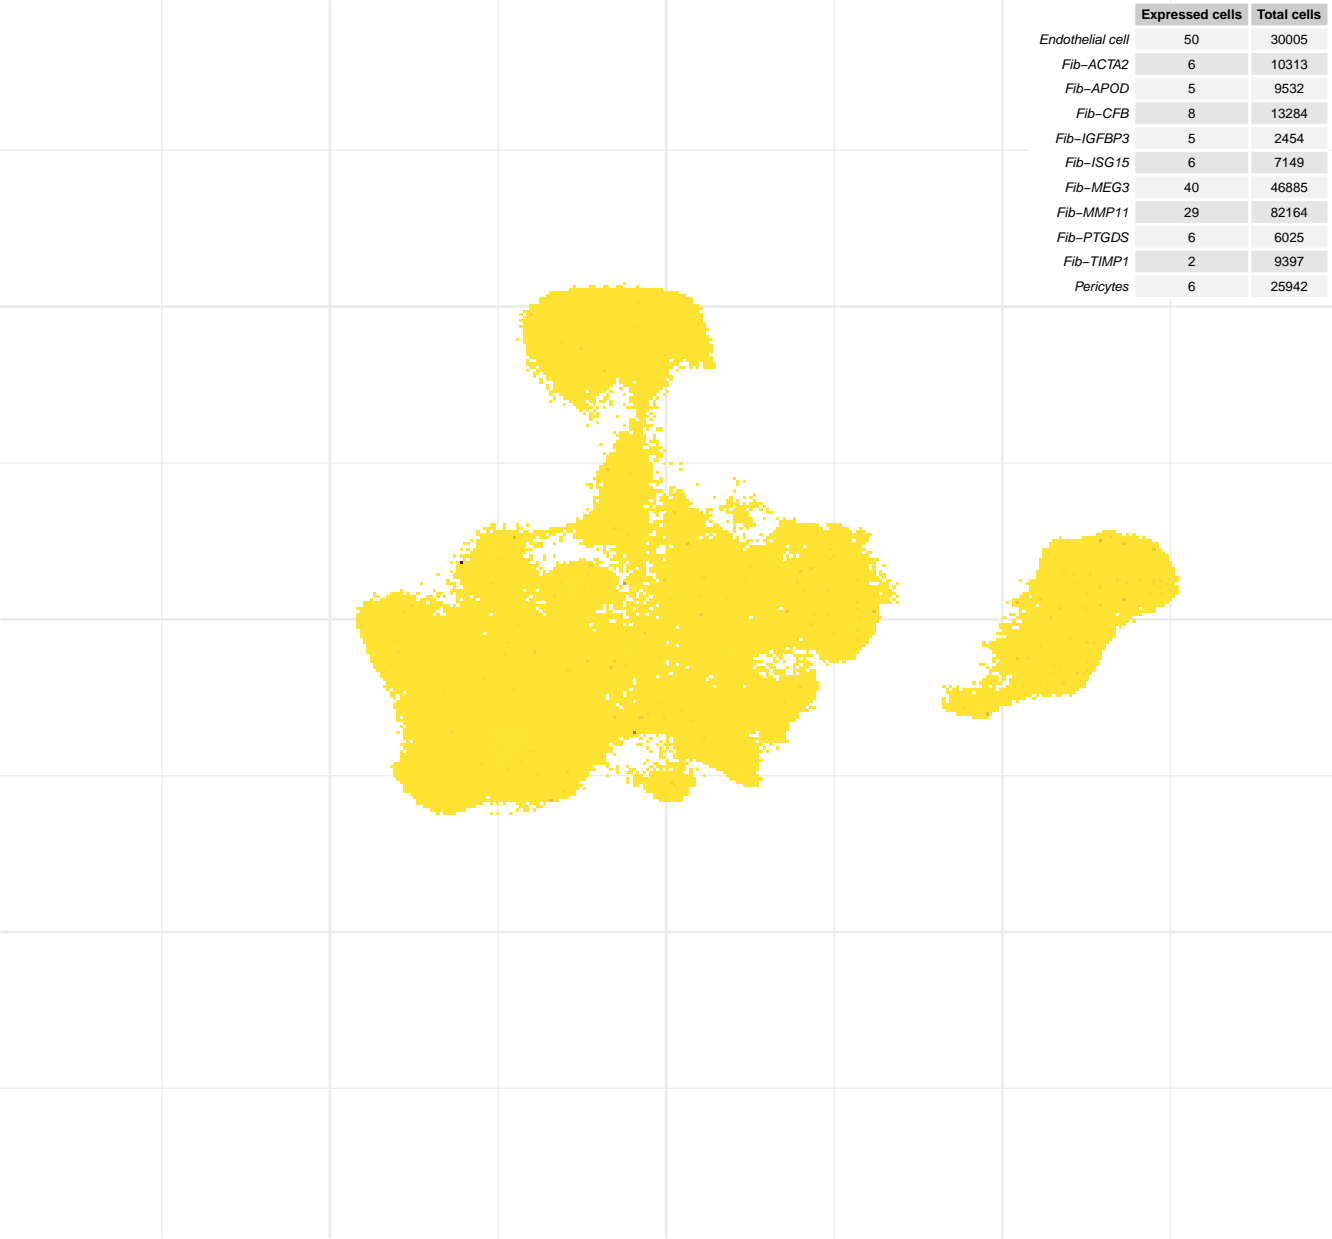 Expressed cells Total cells
Endothelial cell 50 30005
Fib−ACTA2 6 10313
Fib−APOD 5 9532
Fib−CFB 8 13284
Fib−IGFBP3 5 2454
Fib−ISG15 6 7149
Fib−MEG3 40 46885
Fib−MMP11 29 82164
Fib−PTGDS 6 6025
Fib−TIMP1 2 9397
Pericytes 6 25942